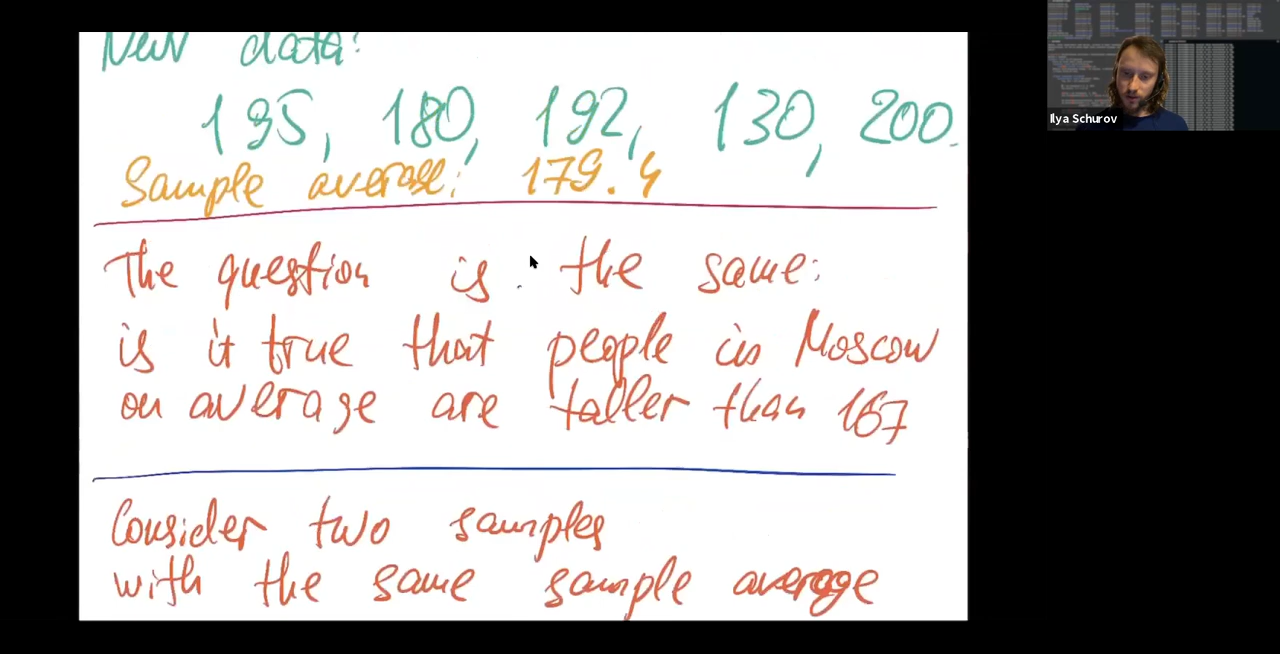 New data:
195, 180, 192, 130, 200.
Sample average: 179.4
The question is the same:
is it true that people in Moscow
on average are taller than 167
Consider two samples
with the same sample average
Ilya Schurov